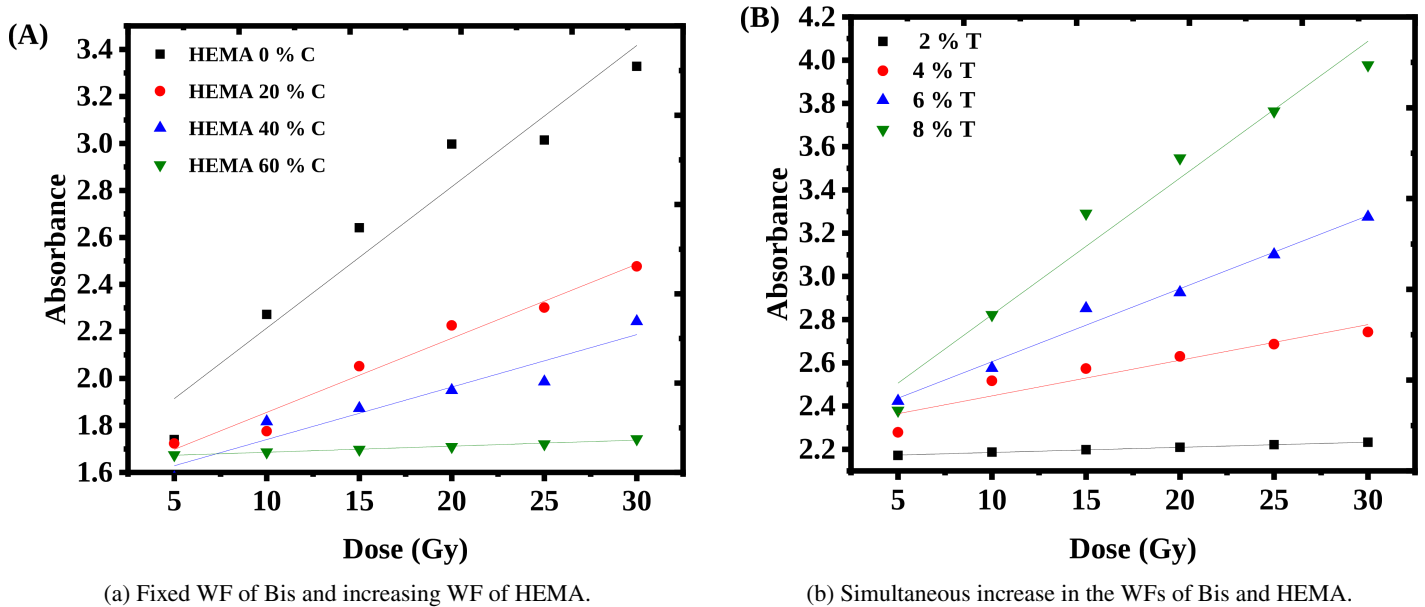 (A)
HEMA 0 % C
HEMA 20 % C
HEMA 40 % C
HEMA 60 % C
3.4
3.2
3.0
2.8
2.6
2.4
2.2
2.0
1.8
1.6
Absorbance
5 10 15 20 25 30
Dose (Gy)
(a) Fixed WF of Bis and increasing WF of HEMA.
(B)
2 % T
4 % T
6 % T
8 % T
4.2
4.0
3.8
3.6
3.4
3.2
3.0
2.8
2.6
2.4
2.2
Absorbance
5 10 15 20 25 30
Dose (Gy)
(b) Simultaneous increase in the WFs of Bis and HEMA.